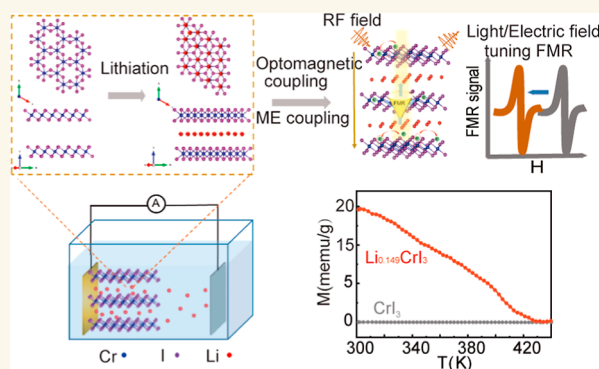 Lithiation
Optomagnetic
coupling
ME coupling
RF field
FMR
Light/Electric field
tuning FMR
FMR signal
H
A
Cr
I
Li
M(memu/g)
20
15
10
5
0
Li0.149CrI3
CrI3
300
340
380
420
T(K)